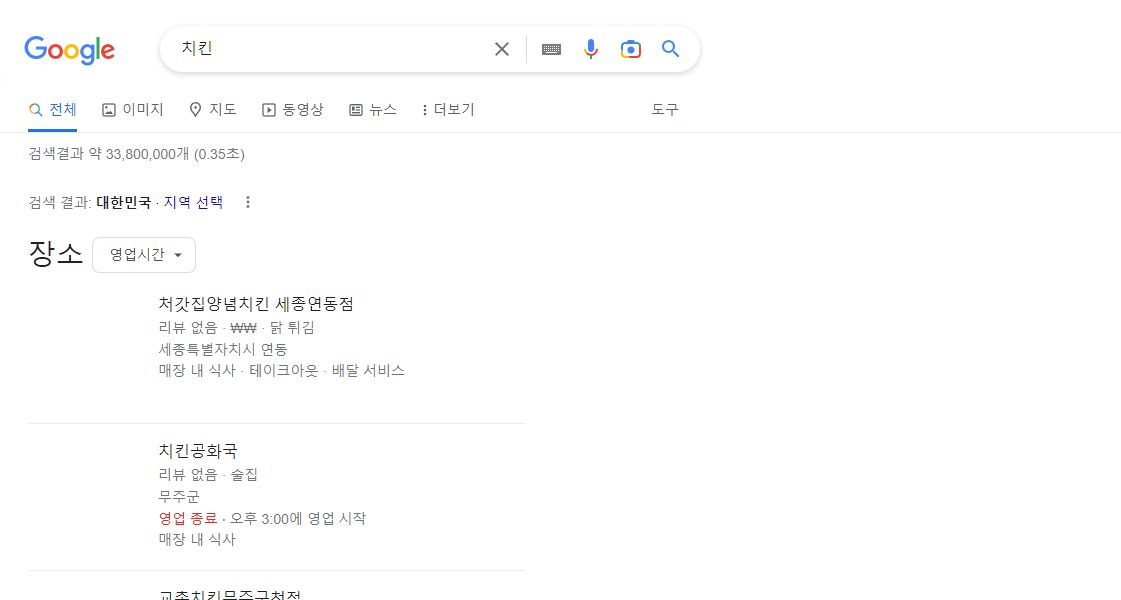 Google 치킨
전체 이미지 지도 동영상 뉴스 더보기 도구
검색결과 약 33,800,000개 (0.35초)
검색 결과: 대한민국 · 지역 선택
장소 영업시간
처갓집양념치킨 세종연동점
리뷰 없음 · ₩₩ · 닭 튀김
세종특별자치시 연동
매장 내 식사 · 테이크아웃 · 배달 서비스
치킨공화국
리뷰 없음 · 술집
무주군
영업 종료 · 오후 3:00에 영업 시작
매장 내 식사